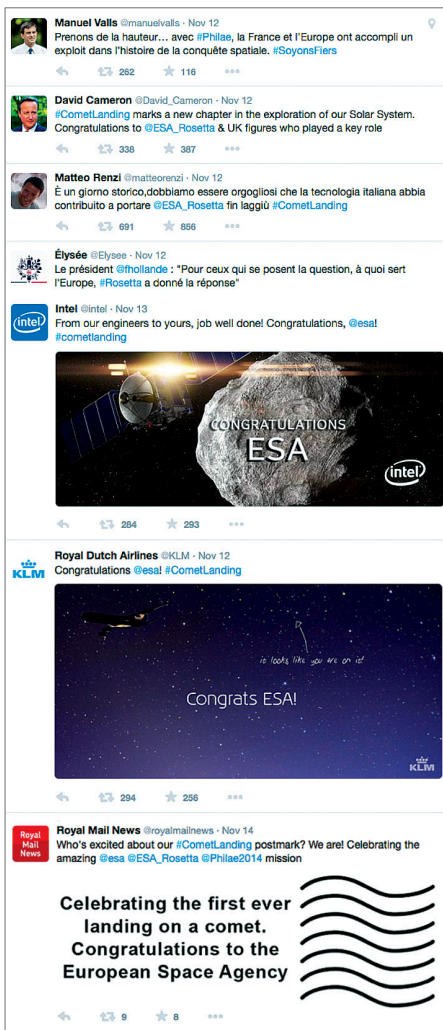 Manuel Valls @manuelvalls · Nov 12
Prenons de la hauteur… avec #Philae, la France et l'Europe ont accompli un
exploit dans l'histoire de la conquête spatiale. #SoyonsFiers
262 116
David Cameron @David_Cameron · Nov 12
#CometLanding marks a new chapter in the exploration of our Solar System.
Congratulations to @ESA_Rosetta & UK figures who played a key role
338 387
Matteo Renzi @matteorenzi · Nov 12
È un giorno storico,dobbiamo essere orgogliosi che la tecnologia italiana abbia
contribuito a portare @ESA_Rosetta fin laggiù #CometLanding
691 856
Élysée @Elysee · Nov 12
Le président @fhollande : "Pour ceux qui se posent la question, à quoi sert
l'Europe, #Rosetta a donné la réponse"
intel
Intel @intel · Nov 13
From our engineers to yours, job well done! Congratulations, @esa!
#cometlanding
CONGRATULATIONS
ESA
intel
284 293
KLM
Royal Dutch Airlines @KLM · Nov 12
Congratulations @esa! #CometLanding
it looks like you are on it!
Congrats ESA!
KLM
294 256
Royal
Mail
News
Royal Mail News @royalmailnews · Nov 14
Who's excited about our #CometLanding postmark? We are! Celebrating the
amazing @esa @ESA_Rosetta @Philae2014 mission
Celebrating the first ever
landing on a comet.
Congratulations to the
European Space Agency
9 8